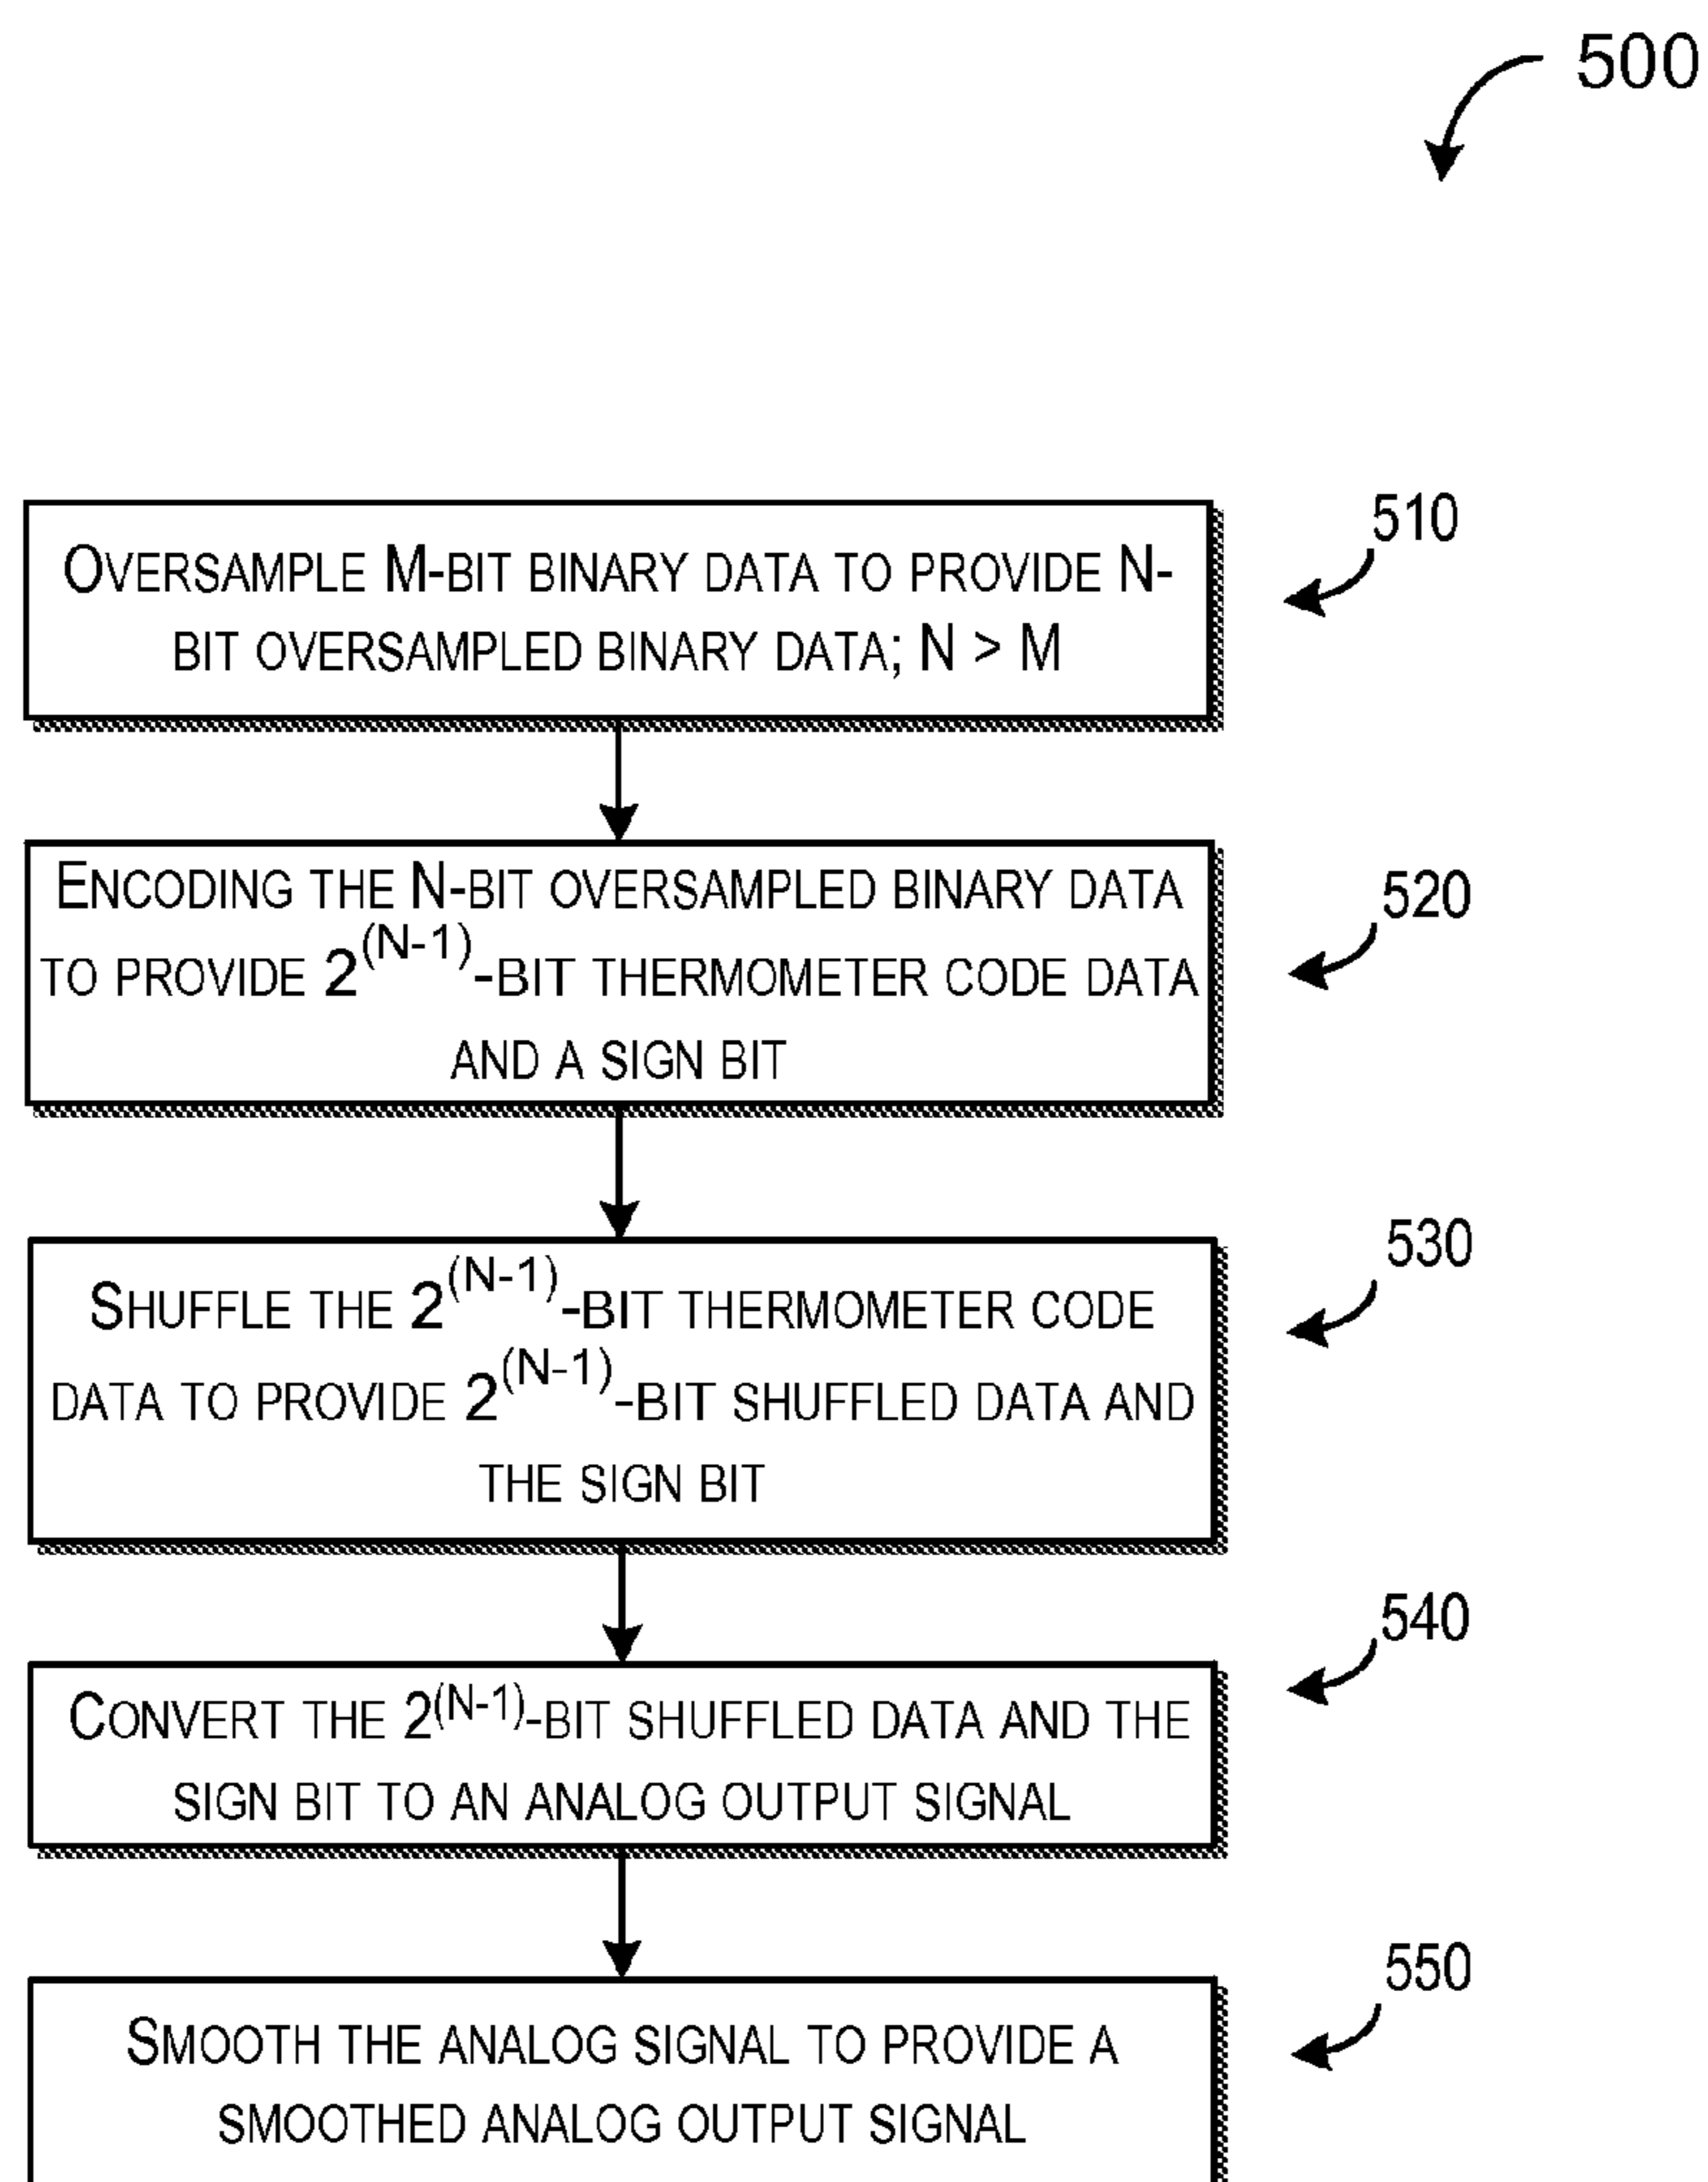 500
OVERSAMPLE M-BIT BINARY DATA TO PROVIDE N-
BIT OVERSAMPLED BINARY DATA; N > M
510
ENCODING THE N-BIT OVERSAMPLED BINARY DATA
TO PROVIDE 2^(N-1)-BIT THERMOMETER CODE DATA
AND A SIGN BIT
520
SHUFFLE THE 2^(N-1)-BIT THERMOMETER CODE
DATA TO PROVIDE 2^(N-1)-BIT SHUFFLED DATA AND
THE SIGN BIT
530
CONVERT THE 2^(N-1)-BIT SHUFFLED DATA AND THE
SIGN BIT TO AN ANALOG OUTPUT SIGNAL
540
SMOOTH THE ANALOG SIGNAL TO PROVIDE A
SMOOTHED ANALOG OUTPUT SIGNAL
550